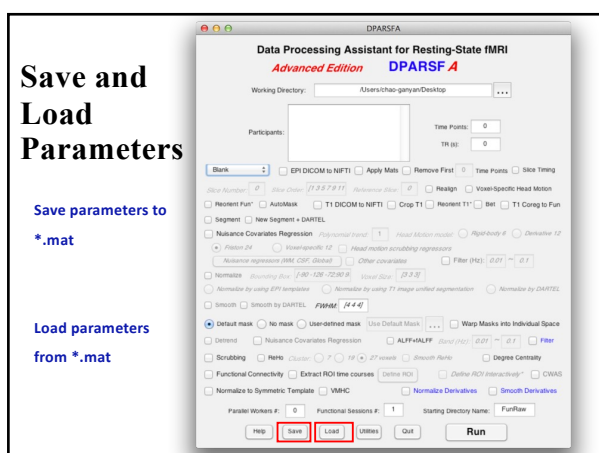 Save and
Load
Parameters
Save parameters to
*.mat
Load parameters
from *.mat
DPARSFA
Data Processing Assistant for Resting-State fMRI
Advanced Edition DPARSF A
Working Directory: /Users/chao-ganyan/Desktop ...
Participants:
Time Points: 0
TR (s): 0
Blank EPI DICOM to NIFTI Apply Mats Remove First 0 Time Points Slice Timing
Slice Number: 0 Slice Order: [1 3 5 7 9 11 Reference Slice: 0 Realign Voxel-Specific Head Motion
Reorient Fun* AutoMask T1 DICOM to NIFTI Crop T1 Reorient T1* Bet T1 Coreg to Fun
Segment New Segment + DARTEL
Nuisance Covariates Regression Polynomial trend: 1 Head Motion model: Rigid-body 6 Derivative 12
Friston 24 Voxel-specific 12 Head motion scrubbing regressors
Nuisance regressors (WM, CSF, Global) Other covariates Filter (Hz): 0.01 ~ 0.1
Normalize Bounding Box: [-90 -126 -72;90 9 Voxel Size: [3 3 3]
Normalize by using EPI templates Normalize by using T1 image unified segmentation Normalize by DARTEL
Smooth Smooth by DARTEL FWHM: [4 4 4]
Default mask No mask User-defined mask Use Default Mask ... Warp Masks into Individual Space
Detrend Nuisance Covariates Regression ALFF+fALFF Band (Hz): 0.01 ~ 0.1 Filter
Scrubbing ReHo Cluster: 7 19 27 voxels Smooth ReHo Degree Centrality
Functional Connectivity Extract ROI time courses Define ROI Define ROI Interactively* CWAS
Normalize to Symmetric Template VMHC Normalize Derivatives Smooth Derivatives
Parallel Workers #: 0 Functional Sessions #: 1 Starting Directory Name: FunRaw
Help Save Load Utilities Quit Run